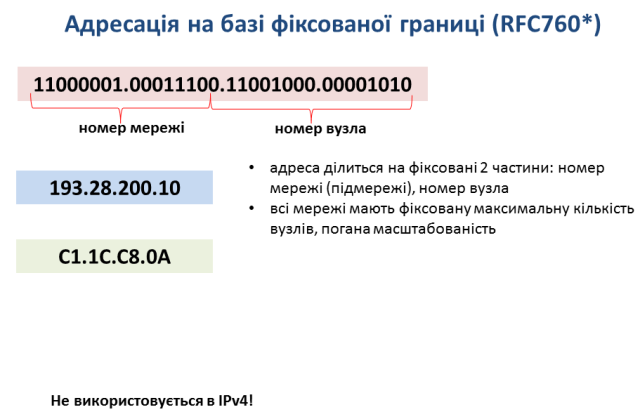 Адресація на базі фіксованої границі (RFC760*)
11000001.00011100.11001000.00001010
номер мережі номер вузла
193.28.200.10
C1.1C.C8.0A
• адреса ділиться на фіксовані 2 частини: номер
мережі (підмережі), номер вузла
• всі мережі мають фіксовану максимальну кількість
вузлів, погана масштабованість
Не використовується в IPv4!